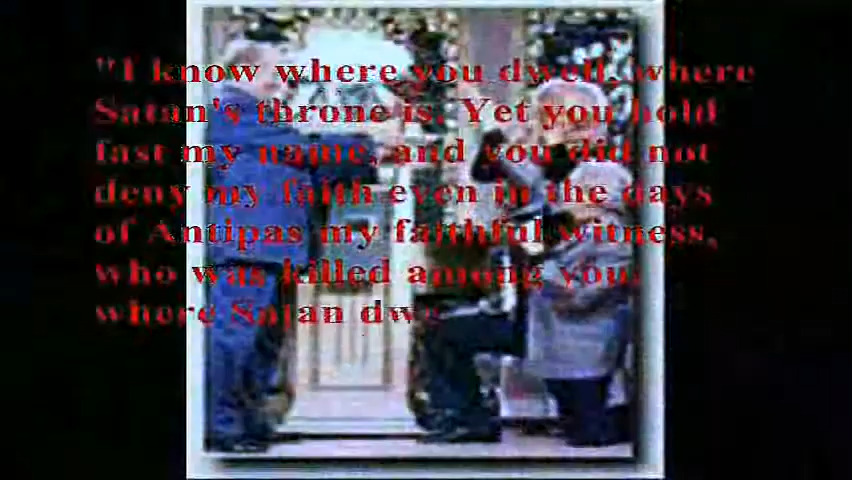 "I know where you dwell, where
Satan's throne is. Yet you hold
fast my name, and you did not
deny my faith even in the days
of Antipas my faithful witness,
who was killed among you,
where Satan dwe